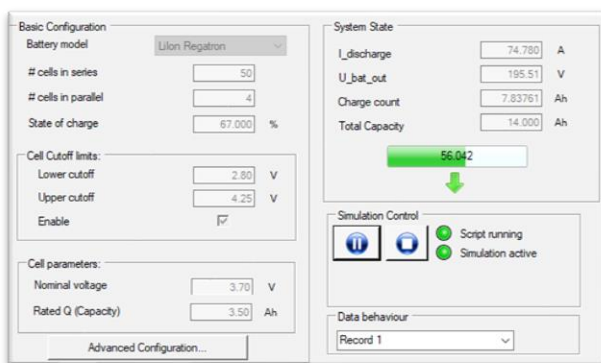 Basic Configuration
Battery model LiIon Regatron
# cells in series 50
# cells in parallel 4
State of charge 67.000 %
Cell Cutoff limits:
Lower cutoff 2.80 V
Upper cutoff 4.25 V
Enable
Cell parameters:
Nominal voltage 3.70 V
Rated Q (Capacity) 3.50 Ah
Advanced Configuration...
System State
I_discharge 74.780 A
U_bat_out 195.51 V
Charge count 7.83761 Ah
Total Capacity 14.000 Ah
56.042
Simulation Control
Script running
Simulation active
Data behaviour
Record 1